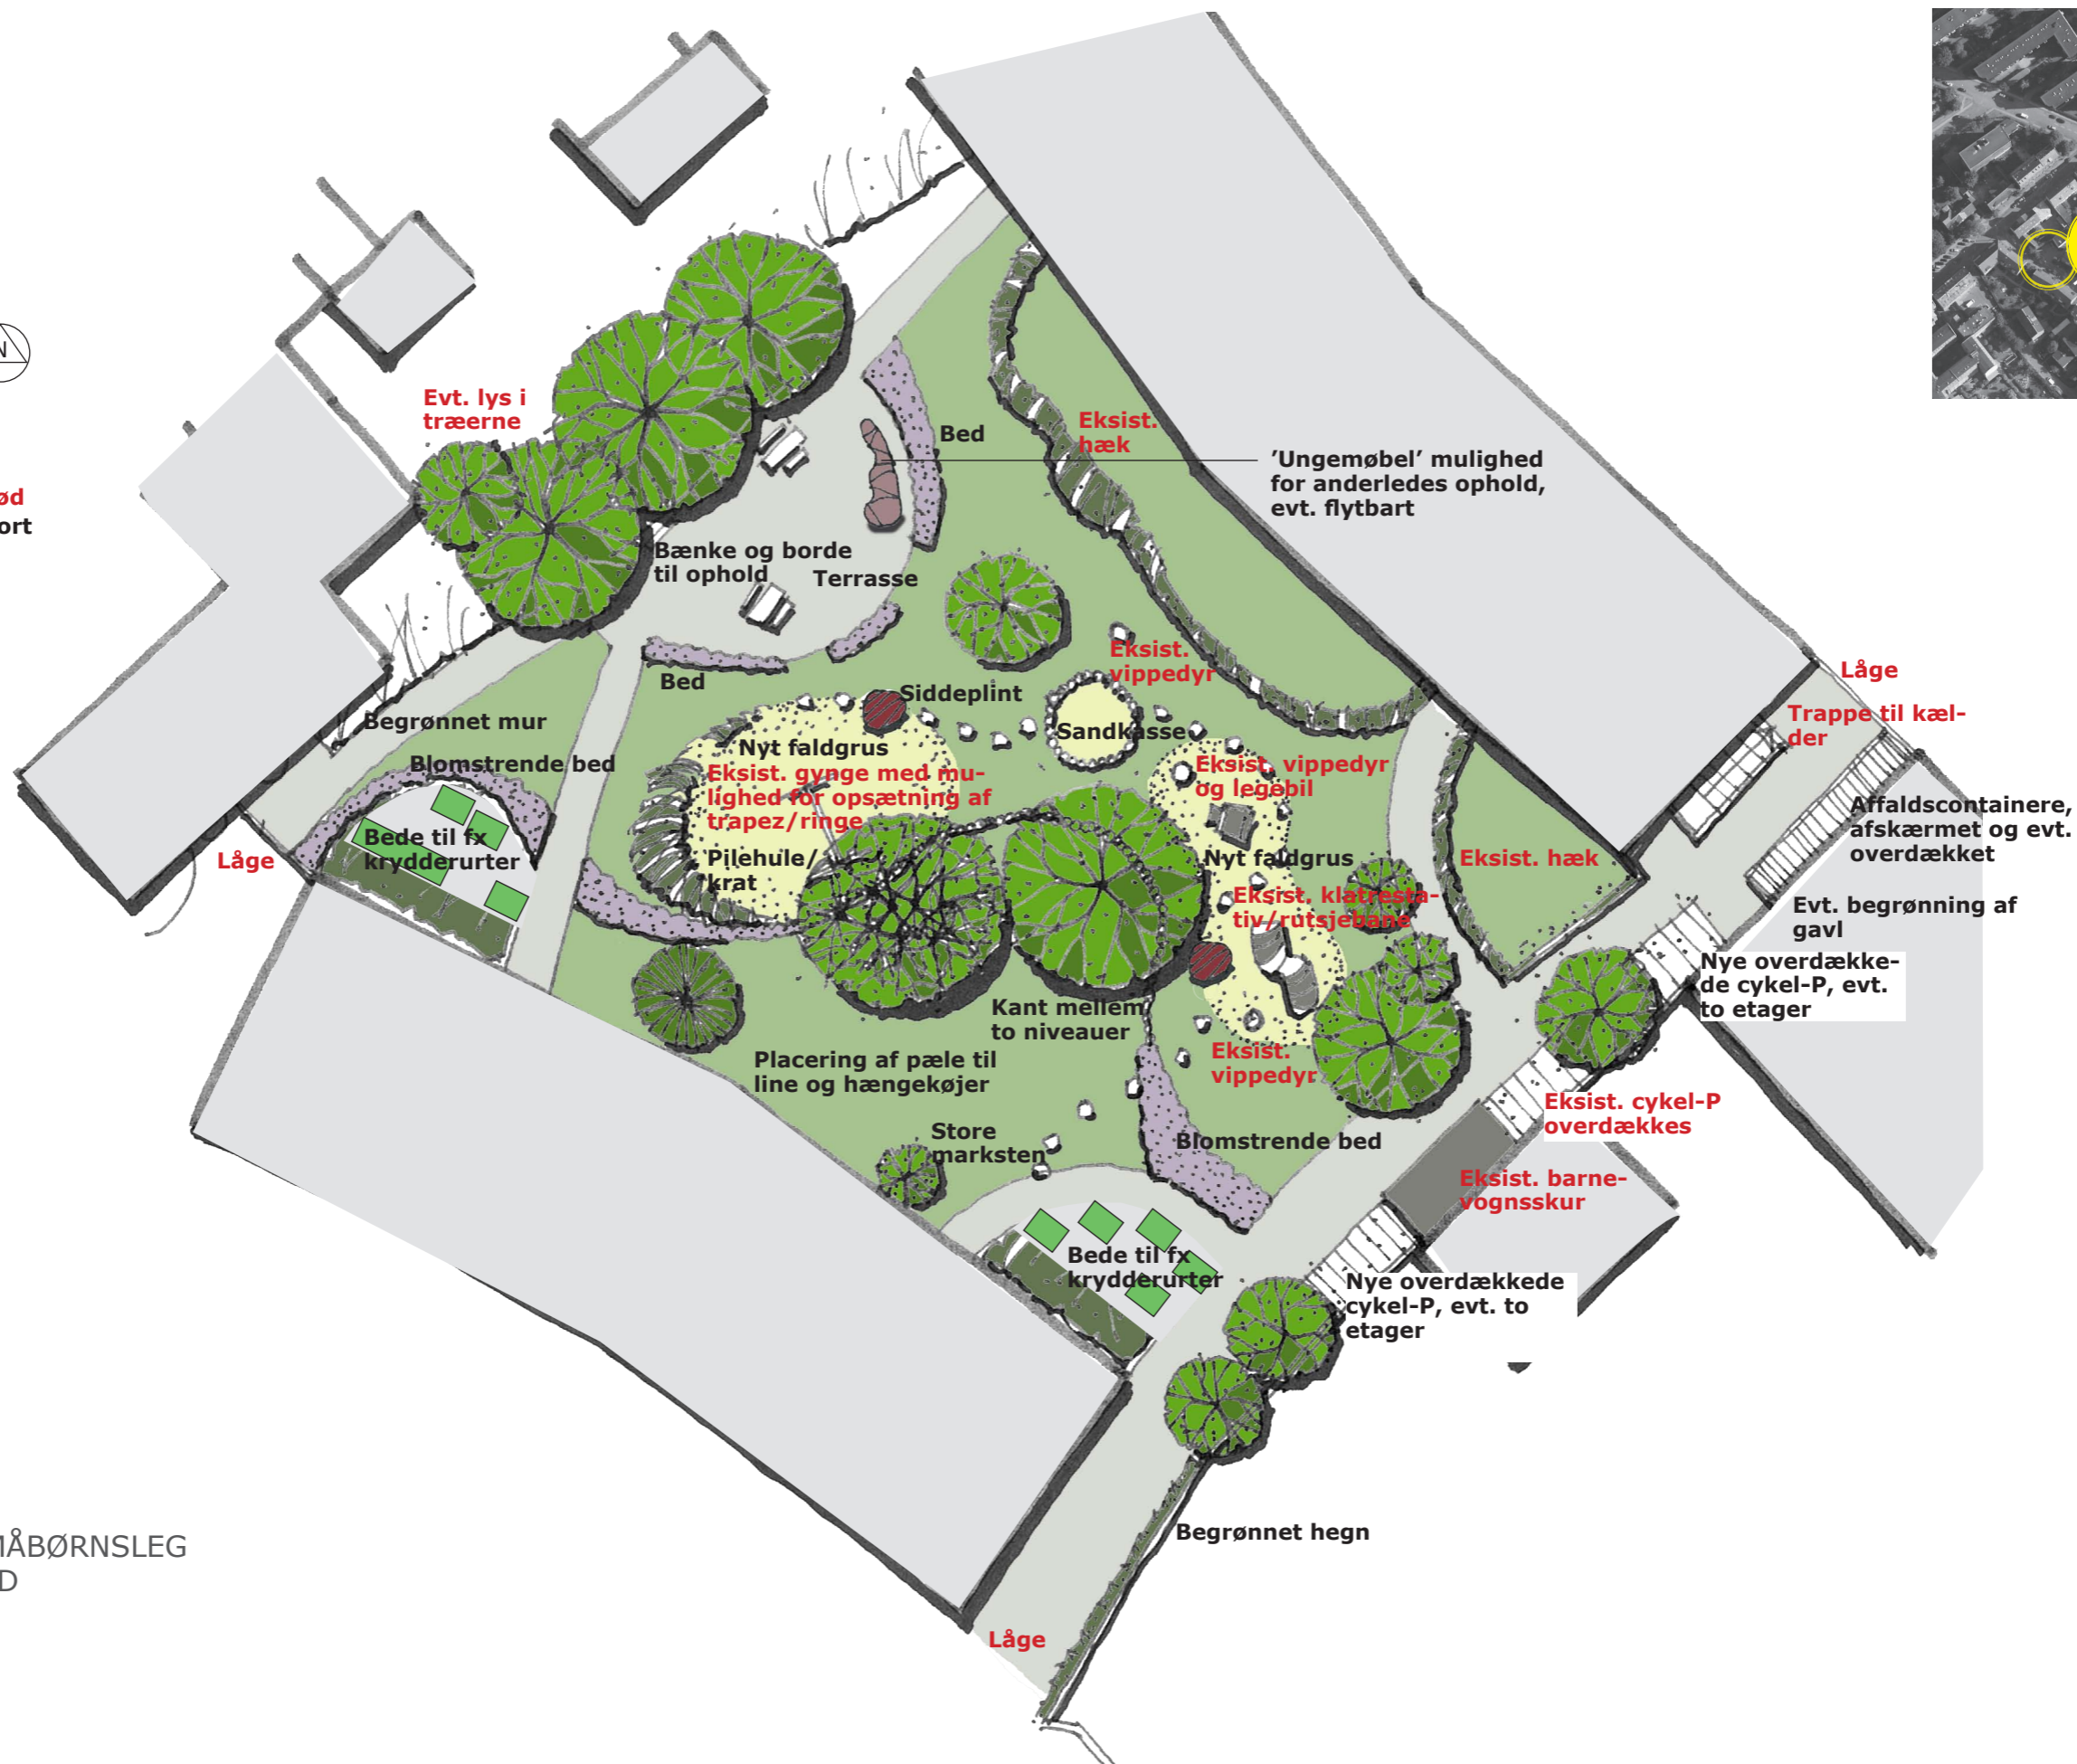 N
Evt. lys i
træerne
Eksist.
hæk
Bed
'Ungemøbel' mulighed
for anderledes ophold,
evt. flytbart
Bænke og borde
til ophold
Terrasse
Eksist.
vippedyr
Bed
Siddeplint
Låge
Begrønnet mur
Sandkasse
Trappe til kæl-
der
Nyt faldgrus
Blomstrende bed
Eksist. gynge med mu-
lighed for opsætning af
trapez/ringe
Eksist. vippedyr
og legebil
Affaldscontainere,
afskærmet og evt.
overdækket
Bede til fx
krydderurter
Låge
Pilehule/
krat
Nyt faldgrus
Eksist. hæk
Eksist. klatresta-
tiv/rutsjebane
Evt. begrønning af
gavl
Nye overdække-
de cykel-P, evt.
to etager
Kant mellem
to niveauer
Placering af pæle til
line og hængekøjer
Eksist.
vippedyr
Eksist. cykel-P
overdækkes
Store
marksten
Blomstrende bed
Eksist. barne-
vognsskur
Bede til fx
krydderurter
Nye overdækkede
cykel-P, evt. to
etager
Begrønnet hegn
Låge